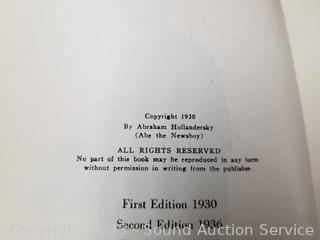 Copyright 1930
By Abraham Hollandersky
(Abe the Newsboy)
ALL RIGHTS RESERVED
No part of this book may be reproduced in any form
without permission in writing from the publisher.
First Edition 1930
Second Edition 1936
Sound Auction Service